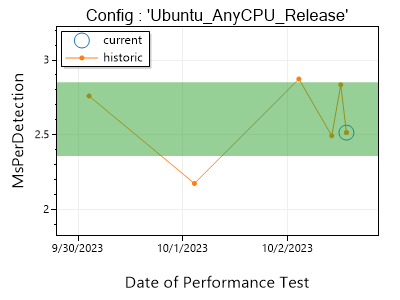 Config : 'Ubuntu_AnyCPU_Release'
current
historic
MsPerDetection
3
2.5
2
9/30/2023
10/1/2023
10/2/2023
Date of Performance Test